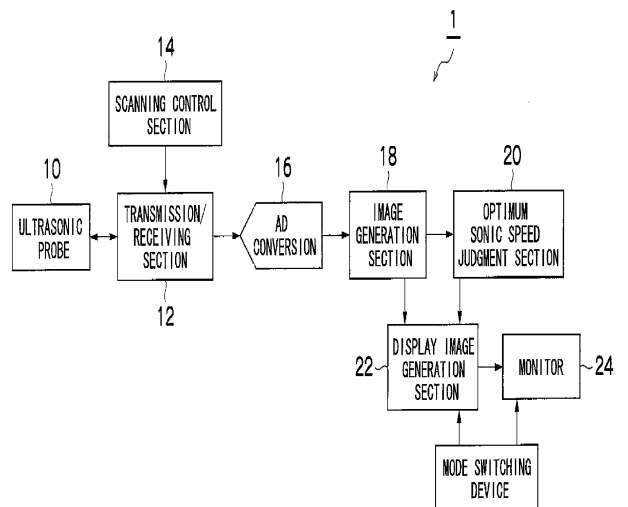 1
14
SCANNING CONTROL
SECTION
10
ULTRASONIC
PROBE
TRANSMISSION/
RECEIVING
SECTION
12
16
AD
CONVERSION
18
IMAGE
GENERATION
SECTION
20
OPTIMUM
SONIC SPEED
JUDGMENT SECTION
22
DISPLAY IMAGE
GENERATION
SECTION
MONITOR
24
MODE SWITCHING
DEVICE